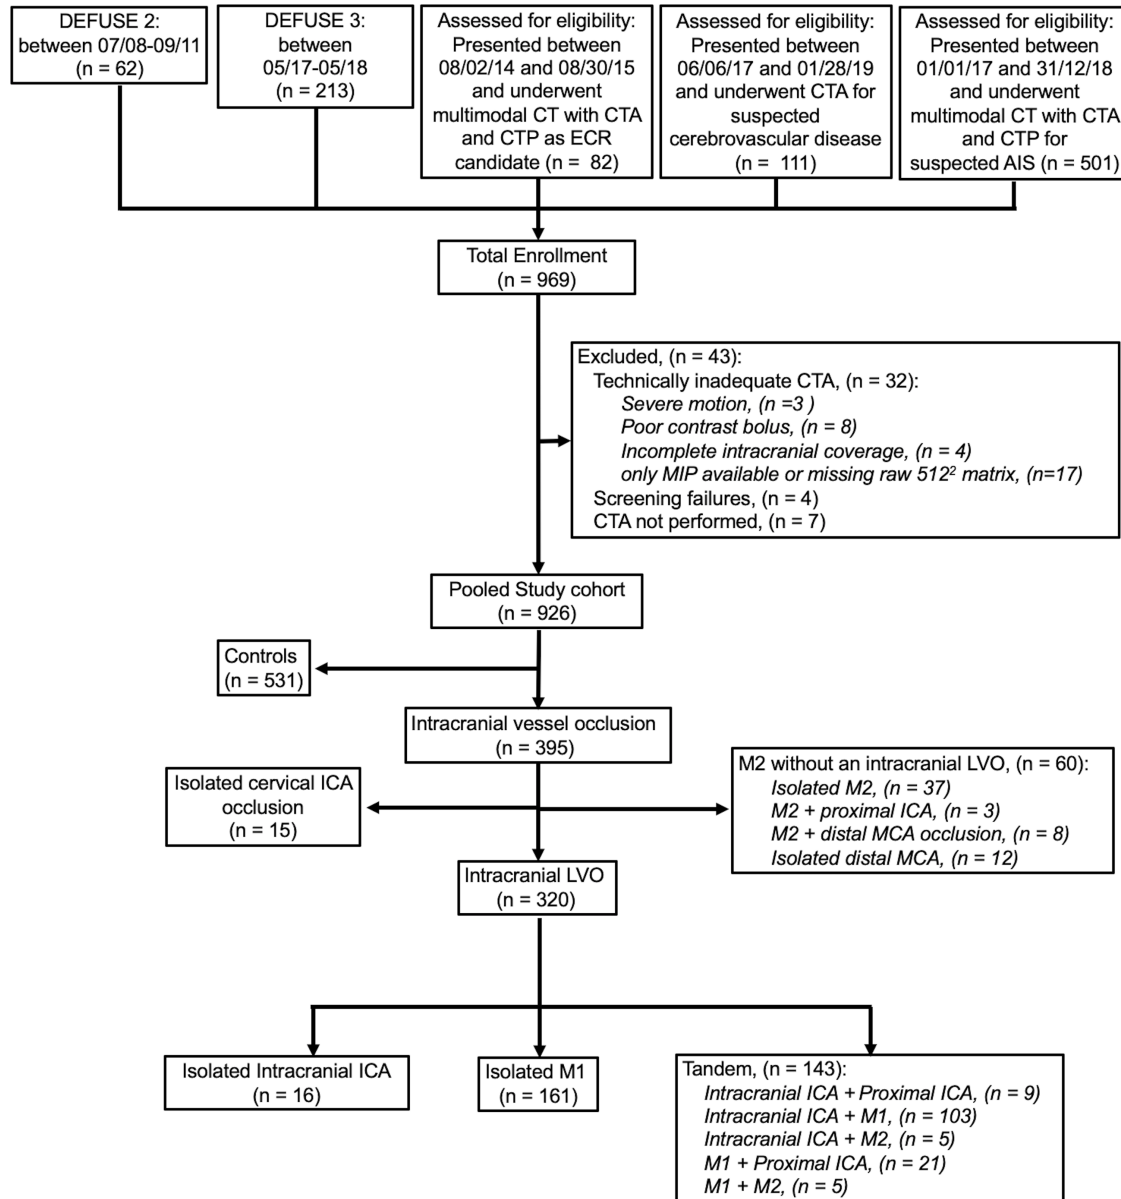 DEFUSE 2:
between 07/08-09/11
(n = 62)
DEFUSE 3:
between
05/17-05/18
(n = 213)
Assessed for eligibility:
Presented between
08/02/14 and 08/30/15
and underwent
multimodal CT with CTA
and CTP as ECR
candidate (n = 82)
Assessed for eligibility:
Presented between
06/06/17 and 01/28/19
and underwent CTA for
suspected
cerebrovascular disease
(n = 111)
Assessed for eligibility:
Presented between
01/01/17 and 31/12/18
and underwent
multimodal CT with CTA
and CTP for
suspected AIS (n = 501)
Total Enrollment
(n = 969)
Excluded, (n = 43):
Technically inadequate CTA, (n = 32):
Severe motion, (n =3 )
Poor contrast bolus, (n = 8)
Incomplete intracranial coverage, (n = 4)
only MIP available or missing raw 512² matrix, (n=17)
Screening failures, (n = 4)
CTA not performed, (n = 7)
Pooled Study cohort
(n = 926)
Controls
(n = 531)
Intracranial vessel occlusion
(n = 395)
Isolated cervical ICA
occlusion
(n = 15)
M2 without an intracranial LVO, (n = 60):
Isolated M2, (n = 37)
M2 + proximal ICA, (n = 3)
M2 + distal MCA occlusion, (n = 8)
Isolated distal MCA, (n = 12)
Intracranial LVO
(n = 320)
Isolated Intracranial ICA
(n = 16)
Isolated M1
(n = 161)
Tandem, (n = 143):
Intracranial ICA + Proximal ICA, (n = 9)
Intracranial ICA + M1, (n = 103)
Intracranial ICA + M2, (n = 5)
M1 + Proximal ICA, (n = 21)
M1 + M2, (n = 5)